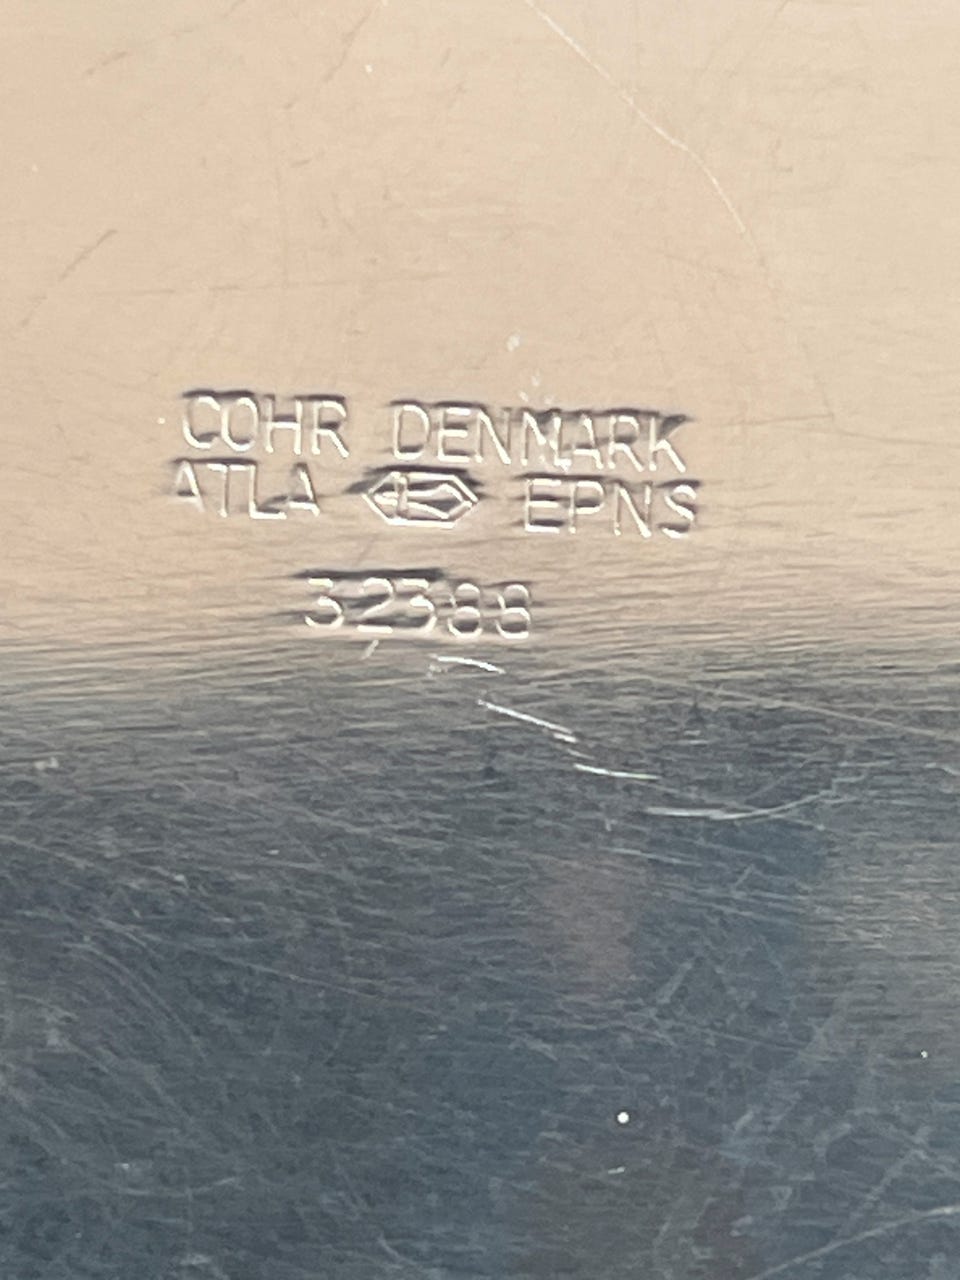 COHR DENMARK
ATLA EPNS
32388